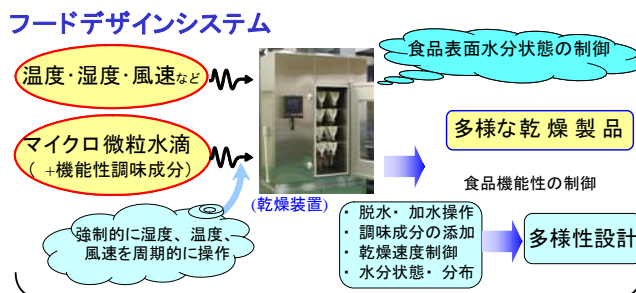 フードデザインシステム
温度・湿度・風速など
マイクロ微粒水滴
( +機能性調味成分)
強制的に湿度、温度、
風速を周期的に操作
(乾燥装置)
食品表面水分状態の制御
多様な乾燥製品
食品機能性の制御
・ 脱水・ 加水操作
・ 調味成分の添加
・ 乾燥速度制御
・ 水分状態・ 分布
多様性設計